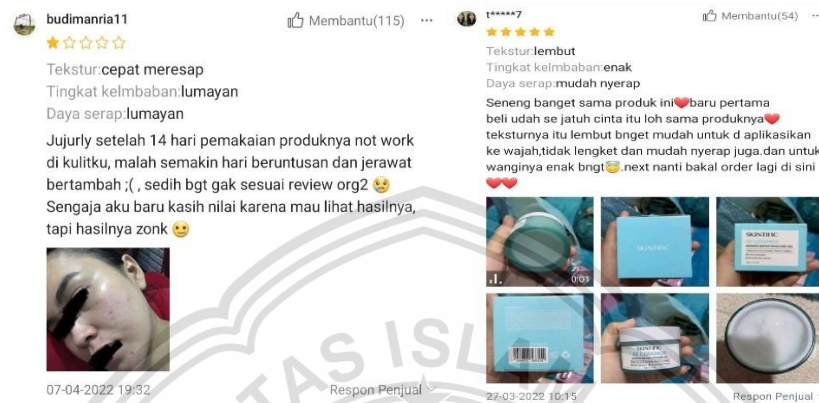 budimanria11
Membantu(115)
Tekstur:cepat meresap
Tingkat kelmbaban:lumayan
Daya serap:lumayan
Jujurly setelah 14 hari pemakaian produknya not work
di kulitku, malah semakin hari beruntusan dan jerawat
bertambah ;( , sedih bgt gak sesuai review org2 😢
Sengaja aku baru kasih nilai karena mau lihat hasilnya,
tapi hasilnya zonk 🙂
07-04-2022 19:32
Respon Penjual
t*****7
Membantu(54)
Tekstur:lembut
Tingkat kelmbaban:enak
Daya serap:mudah nyerap
Seneng banget sama produk ini❤️baru pertama
beli udah se jatuh cinta itu loh sama produknya❤️
teksturnya itu lembut bnget mudah untuk d aplikasikan
ke wajah,tidak lengket dan mudah nyerap juga.dan untuk
wanginya enak bngt😇.next nanti bakal order lagi di sini
❤️❤️
0:01
SKINTIFIC
SKINTIFIC
SKINTIFIC
27-03-2022 10:15
Respon Penjual
TAS ISL